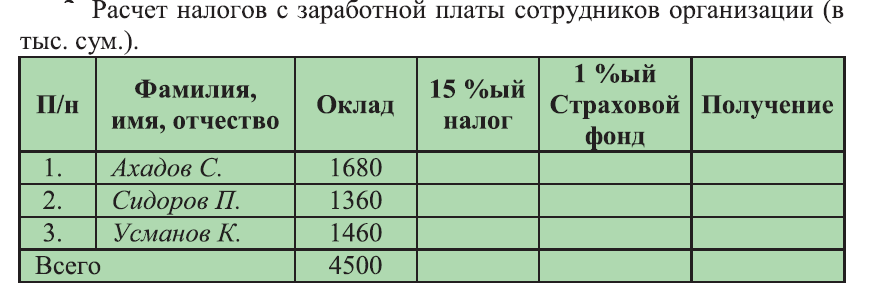 Расчет налогов с заработной платы сотрудников организации (в
тыс. сум.).
П/н Фамилия, имя, отчество Оклад 15 %ый налог 1 %ый Страховой фонд Получение
1. Ахадов С. 1680
2. Сидоров П. 1360
3. Усманов К. 1460
Всего 4500